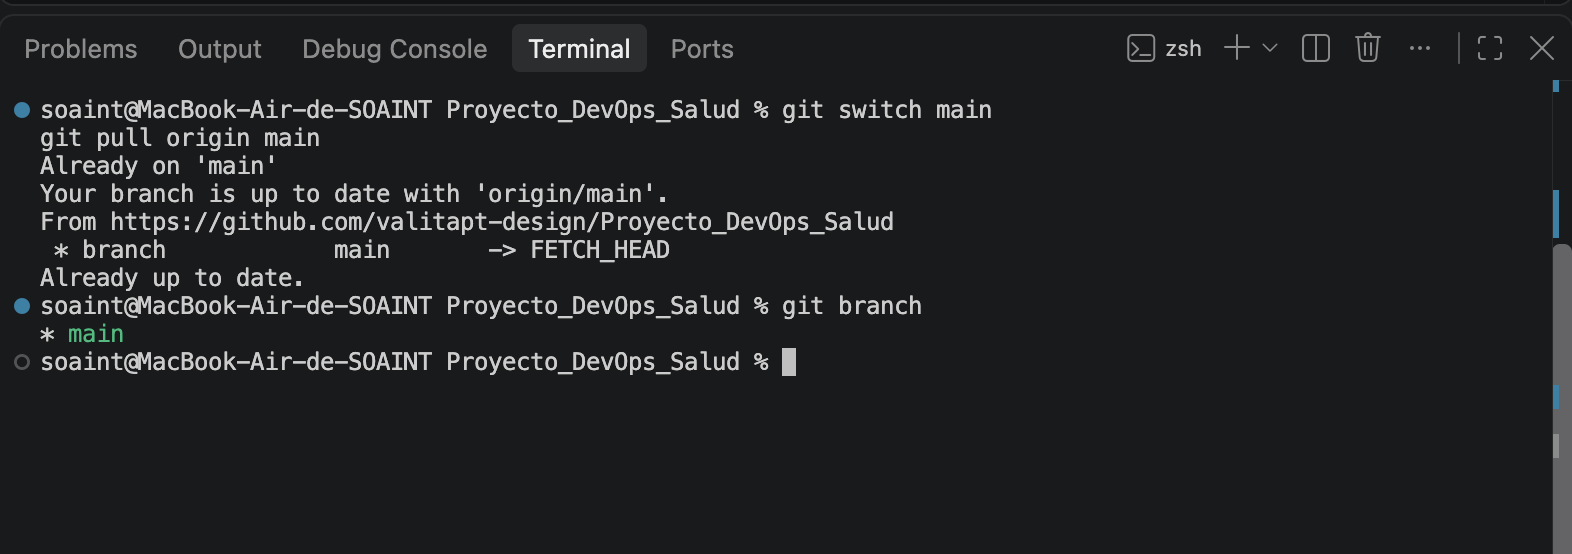 Problems Output Debug Console Terminal Ports zsh
soaint@MacBook-Air-de-SOAINT Proyecto_DevOps_Salud % git switch main
git pull origin main
Already on 'main'
Your branch is up to date with 'origin/main'.
From https://github.com/valitapt-design/Proyecto_DevOps_Salud
 * branch            main       -> FETCH_HEAD
Already up to date.
soaint@MacBook-Air-de-SOAINT Proyecto_DevOps_Salud % git branch
* main
soaint@MacBook-Air-de-SOAINT Proyecto_DevOps_Salud %